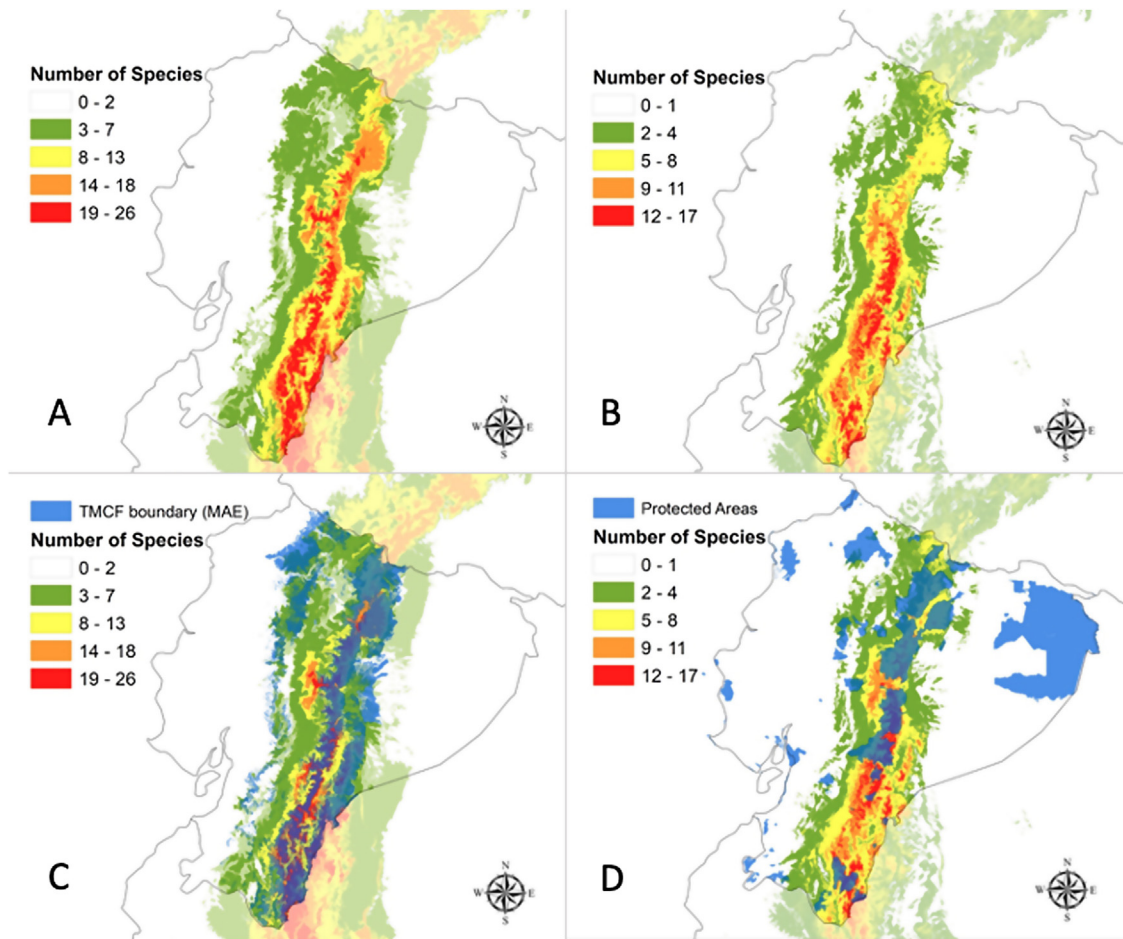 Number of Species
0 - 2
3 - 7
8 - 13
14 - 18
19 - 26
A
N
W E
S
Number of Species
0 - 1
2 - 4
5 - 8
9 - 11
12 - 17
B
N
W E
S
TMCF boundary (MAE)
Number of Species
0 - 2
3 - 7
8 - 13
14 - 18
19 - 26
C
N
W E
S
Protected Areas
Number of Species
0 - 1
2 - 4
5 - 8
9 - 11
12 - 17
D
N
W E
S